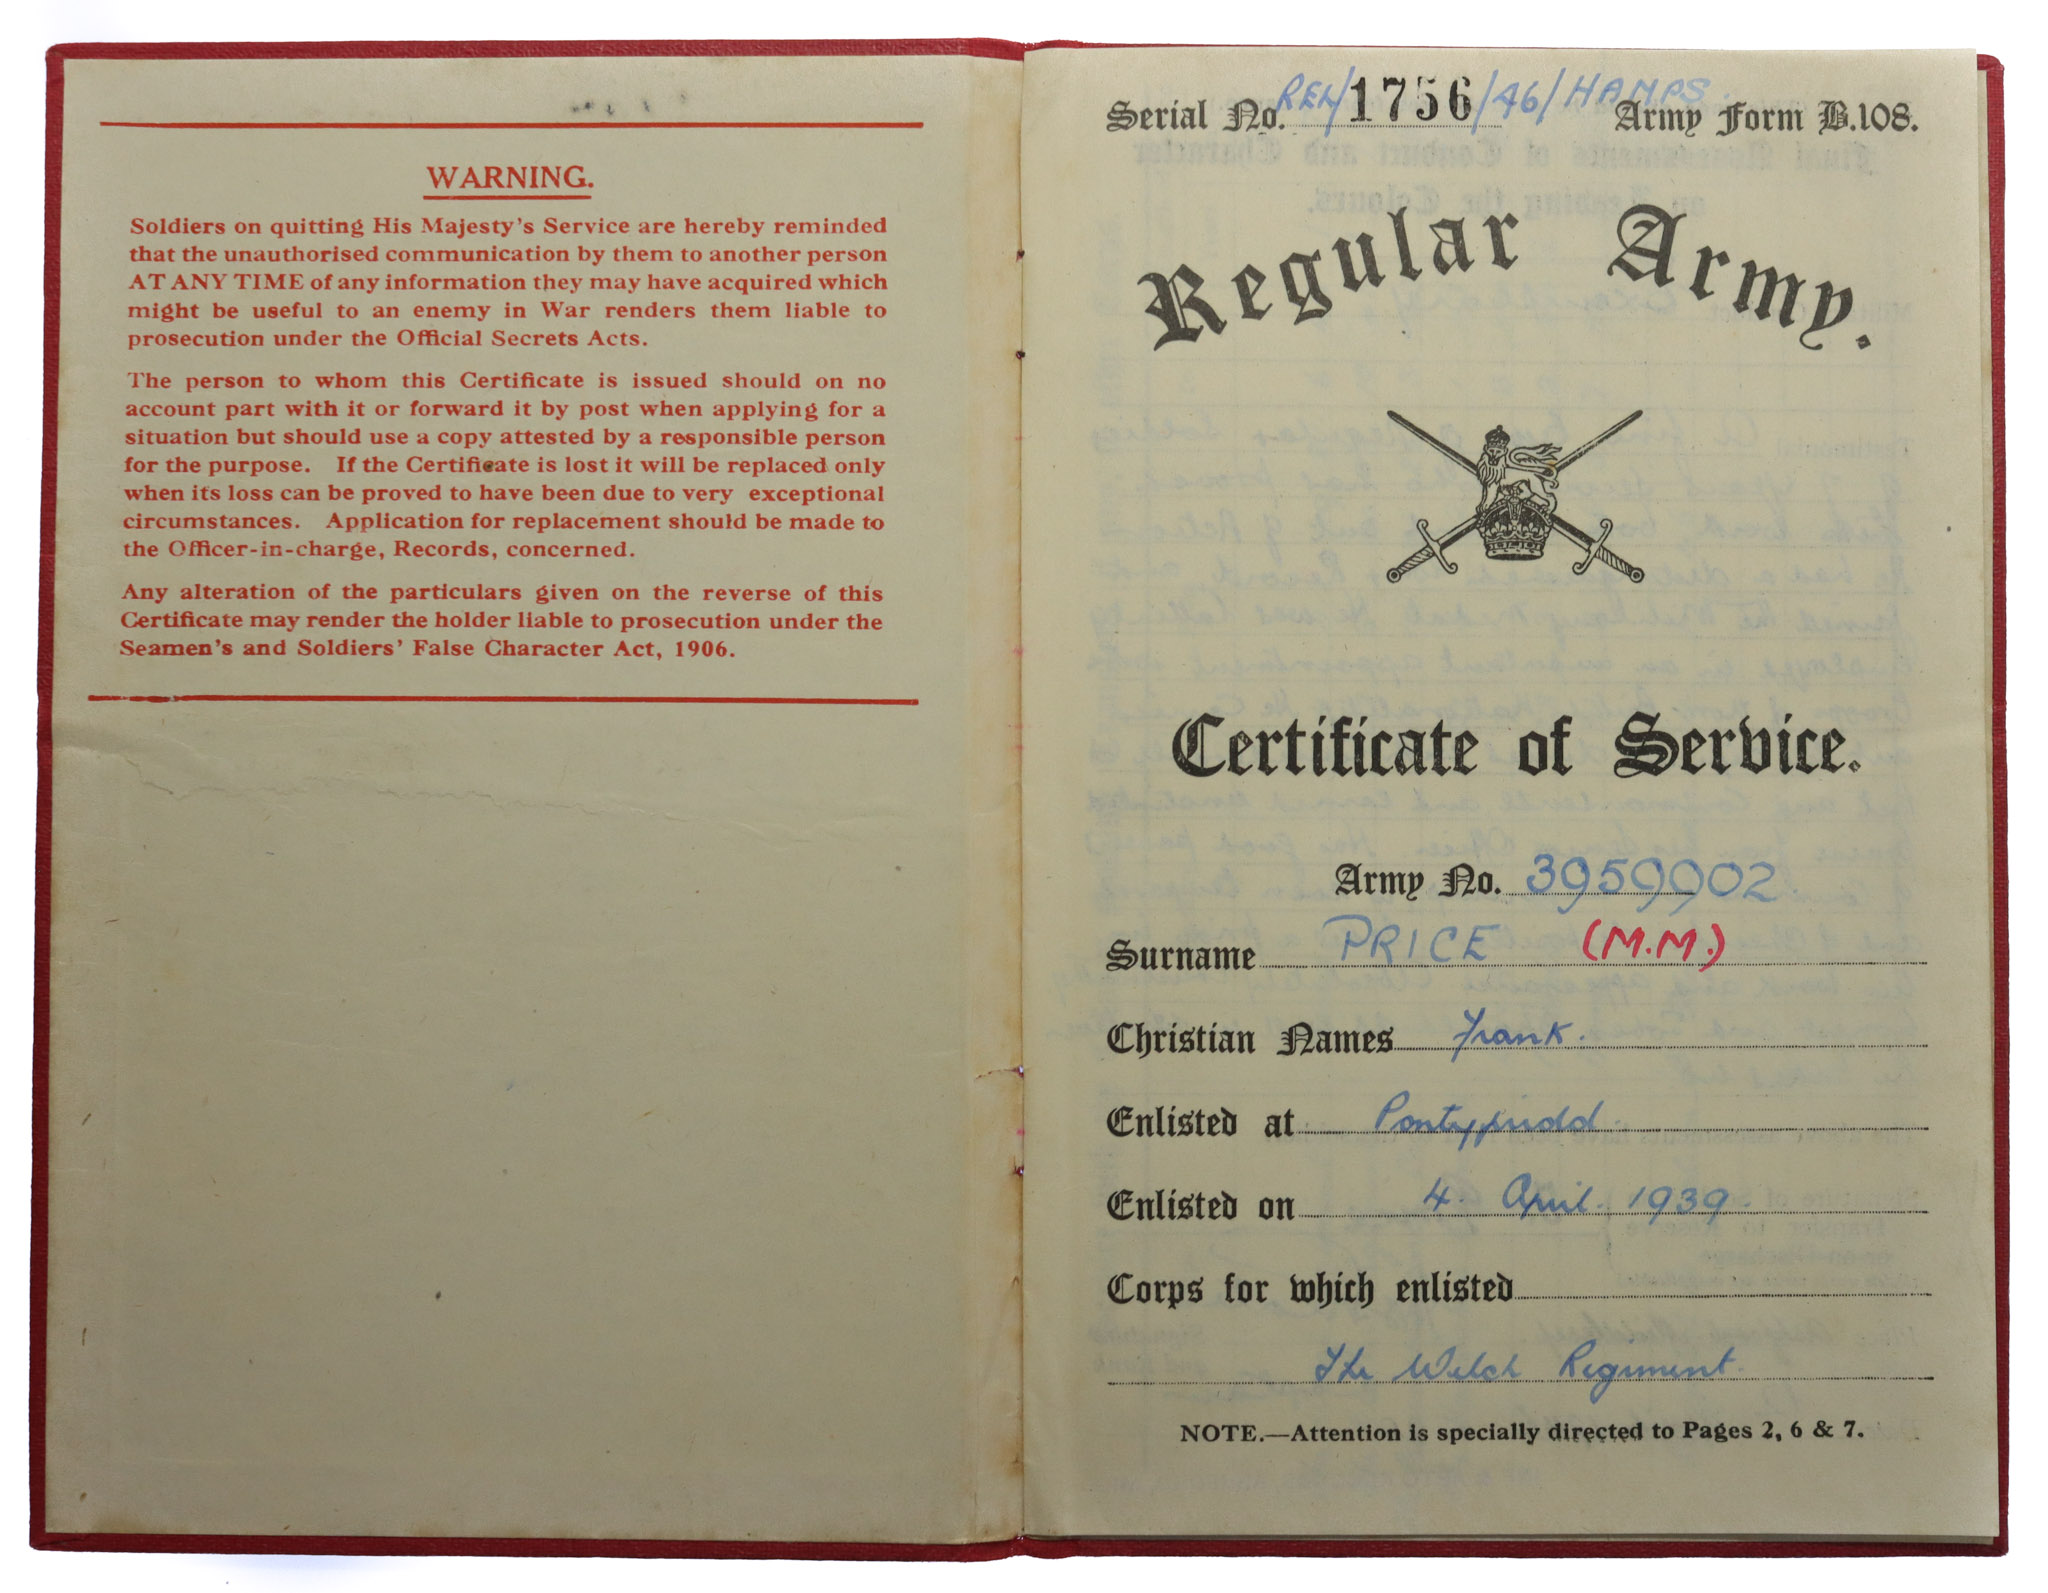 WARNING.
Soldiers on quitting His Majesty's Service are hereby reminded
that the unauthorised communication by them to another person
AT ANY TIME of any information they may have acquired which
might be useful to an enemy in War renders them liable to
prosecution under the Official Secrets Acts.
The person to whom this Certificate is issued should on no
account part with it or forward it by post when applying for a
situation but should use a copy attested by a responsible person
for the purpose. If the Certificate is lost it will be replaced only
when its loss can be proved to have been due to very exceptional
circumstances. Application for replacement should be made to
the Officer-in-charge, Records, concerned.
Any alteration of the particulars given on the reverse of this
Certificate may render the holder liable to prosecution under the
Seamen's and Soldiers' False Character Act, 1906.
Serial No. REL/1756/46/HAMPS. Army Form B.108.
Regular Army.
Certificate of Service.
Army No. 3959902.
Surname PRICE (M.M.)
Christian Names Frank.
Enlisted at Pontypridd.
Enlisted on 4. April. 1939.
Corps for which enlisted
The Welch Regiment.
NOTE.—Attention is specially directed to Pages 2, 6 & 7.